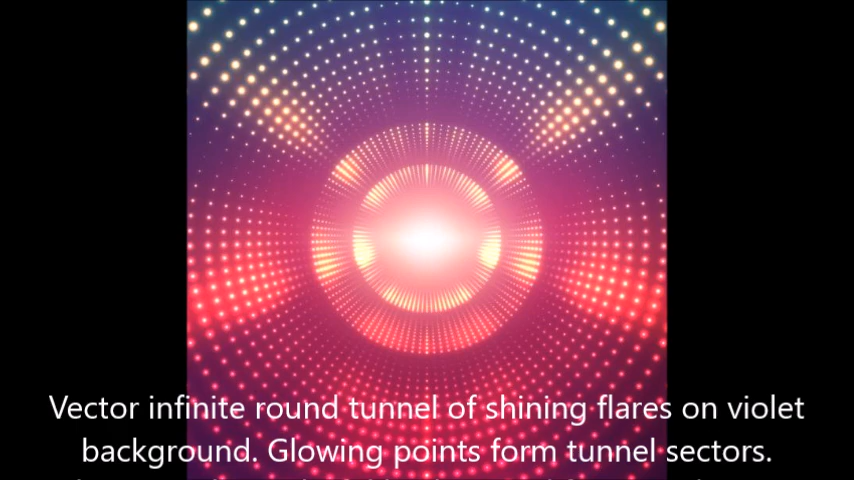 Vector infinite round tunnel of shining flares on violet
background. Glowing points form tunnel sectors.